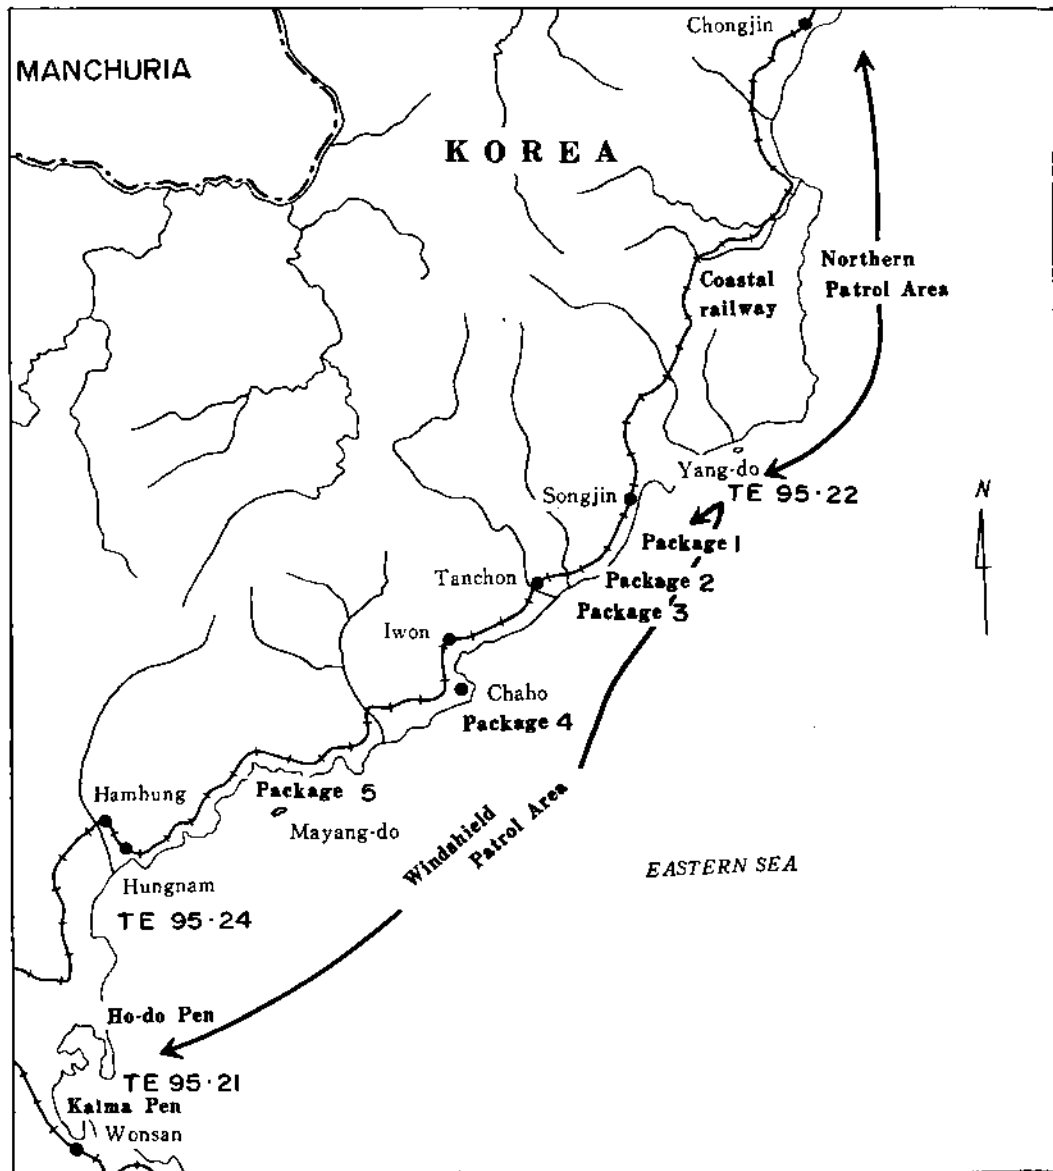 Chongjin
MANCHURIA
KOREA
Northern
Patrol Area
Coastal
railway
Yang-do
TE 95·22
Songjin
N
Package 1
Tanchon
Package 2
Package 3
Iwon
Chaho
Package 4
Package 5
Hamhung
Mayang-do
Windahield
Patrol Area
EASTERN SEA
Hungnam
TE 95·24
Ho-do Pen
TE 95·21
Kalma Pen
Wonsan